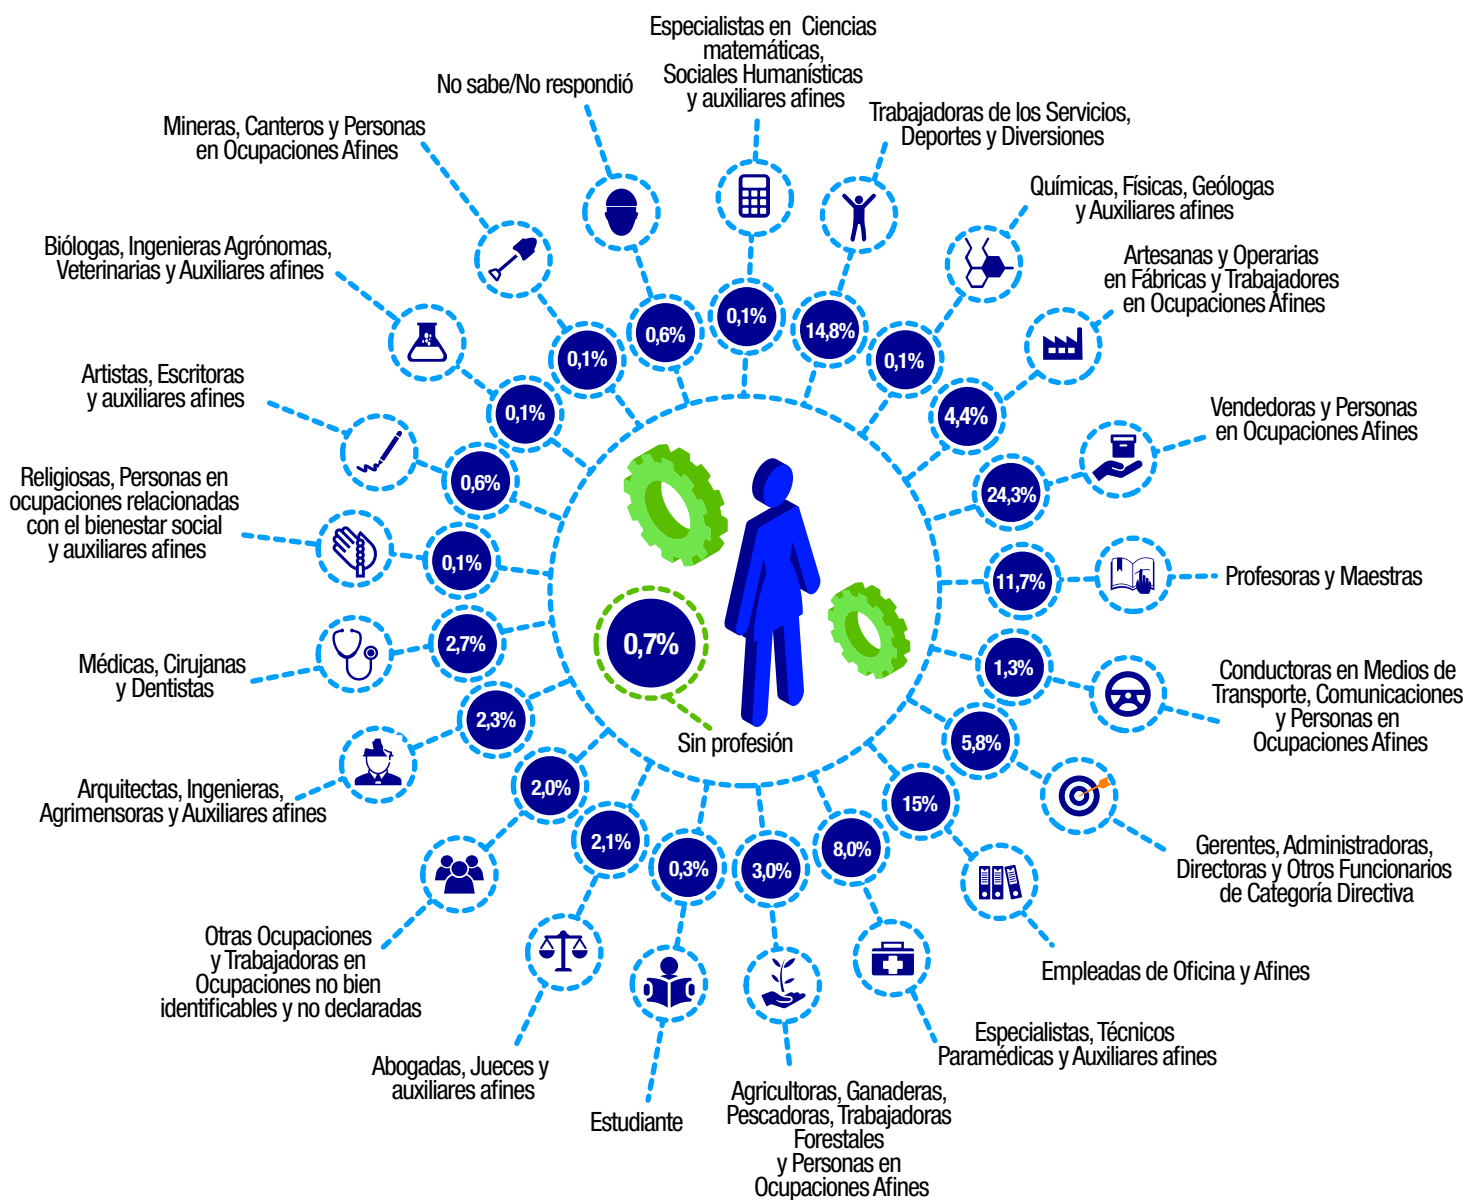 Especialistas en Ciencias
matemáticas,
Sociales Humanísticas
y auxiliares afines
0,1%
Trabajadoras de los Servicios,
Deportes y Diversiones
14,8%
Químicas, Físicas, Geólogas
y Auxiliares afines
0,1%
Artesanas y Operarias
en Fábricas y Trabajadores
en Ocupaciones Afines
4,4%
Vendedoras y Personas
en Ocupaciones Afines
24,3%
Profesoras y Maestras
11,7%
Conductoras en Medios de
Transporte, Comunicaciones
y Personas en
Ocupaciones Afines
1,3%
Gerentes, Administradoras,
Directoras y Otros Funcionarios
de Categoría Directiva
5,8%
Empleadas de Oficina y Afines
15%
Especialistas, Técnicos
Paramédicas y Auxiliares afines
8,0%
Agricultoras, Ganaderas,
Pescadoras, Trabajadoras
Forestales
y Personas en
Ocupaciones Afines
3,0%
Estudiante
0,3%
Abogadas, Jueces y
auxiliares afines
2,1%
Otras Ocupaciones
y Trabajadoras en
Ocupaciones no bien
identificables y no declaradas
2,0%
Arquitectas, Ingenieras,
Agrimensoras y Auxiliares afines
2,3%
Médicas, Cirujanas
y Dentistas
2,7%
Religiosas, Personas en
ocupaciones relacionadas
con el bienestar social
y auxiliares afines
0,1%
Artistas, Escritoras
y auxiliares afines
0,6%
Biólogas, Ingenieras Agrónomas,
Veterinarias y Auxiliares afines
0,1%
Mineras, Canteros y Personas
en Ocupaciones Afines
0,1%
No sabe/No respondió
0,6%
0,7%
Sin profesión